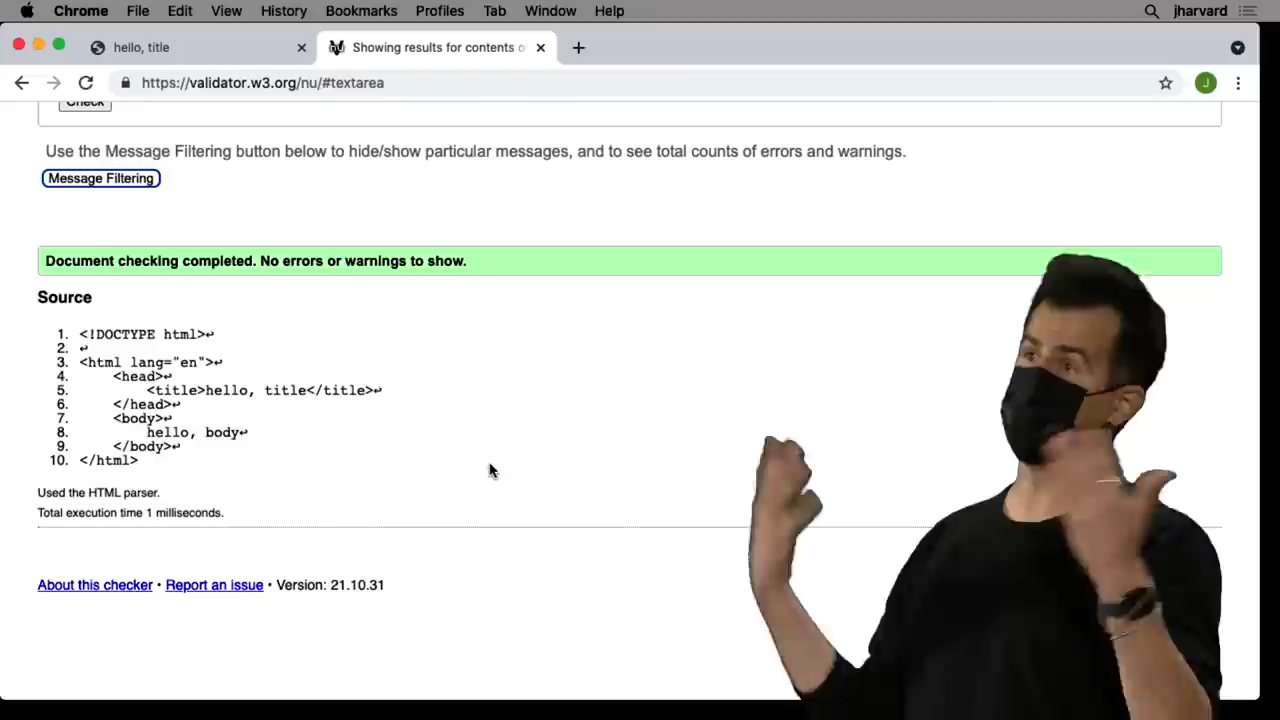 Chrome File Edit View History Bookmarks Profiles Tab Window Help jharvard
hello, title
Showing results for contents o
https://validator.w3.org/nu/#textarea
J
Check
Use the Message Filtering button below to hide/show particular messages, and to see total counts of errors and warnings.
Message Filtering
Document checking completed. No errors or warnings to show.
Source
1. <!DOCTYPE html>↩
2. ↩
3. <html lang="en">↩
4. <head>↩
5. <title>hello, title</title>↩
6. </head>↩
7. <body>↩
8. hello, body↩
9. </body>↩
10. </html>
Used the HTML parser.
Total execution time 1 milliseconds.
About this checker • Report an issue • Version: 21.10.31